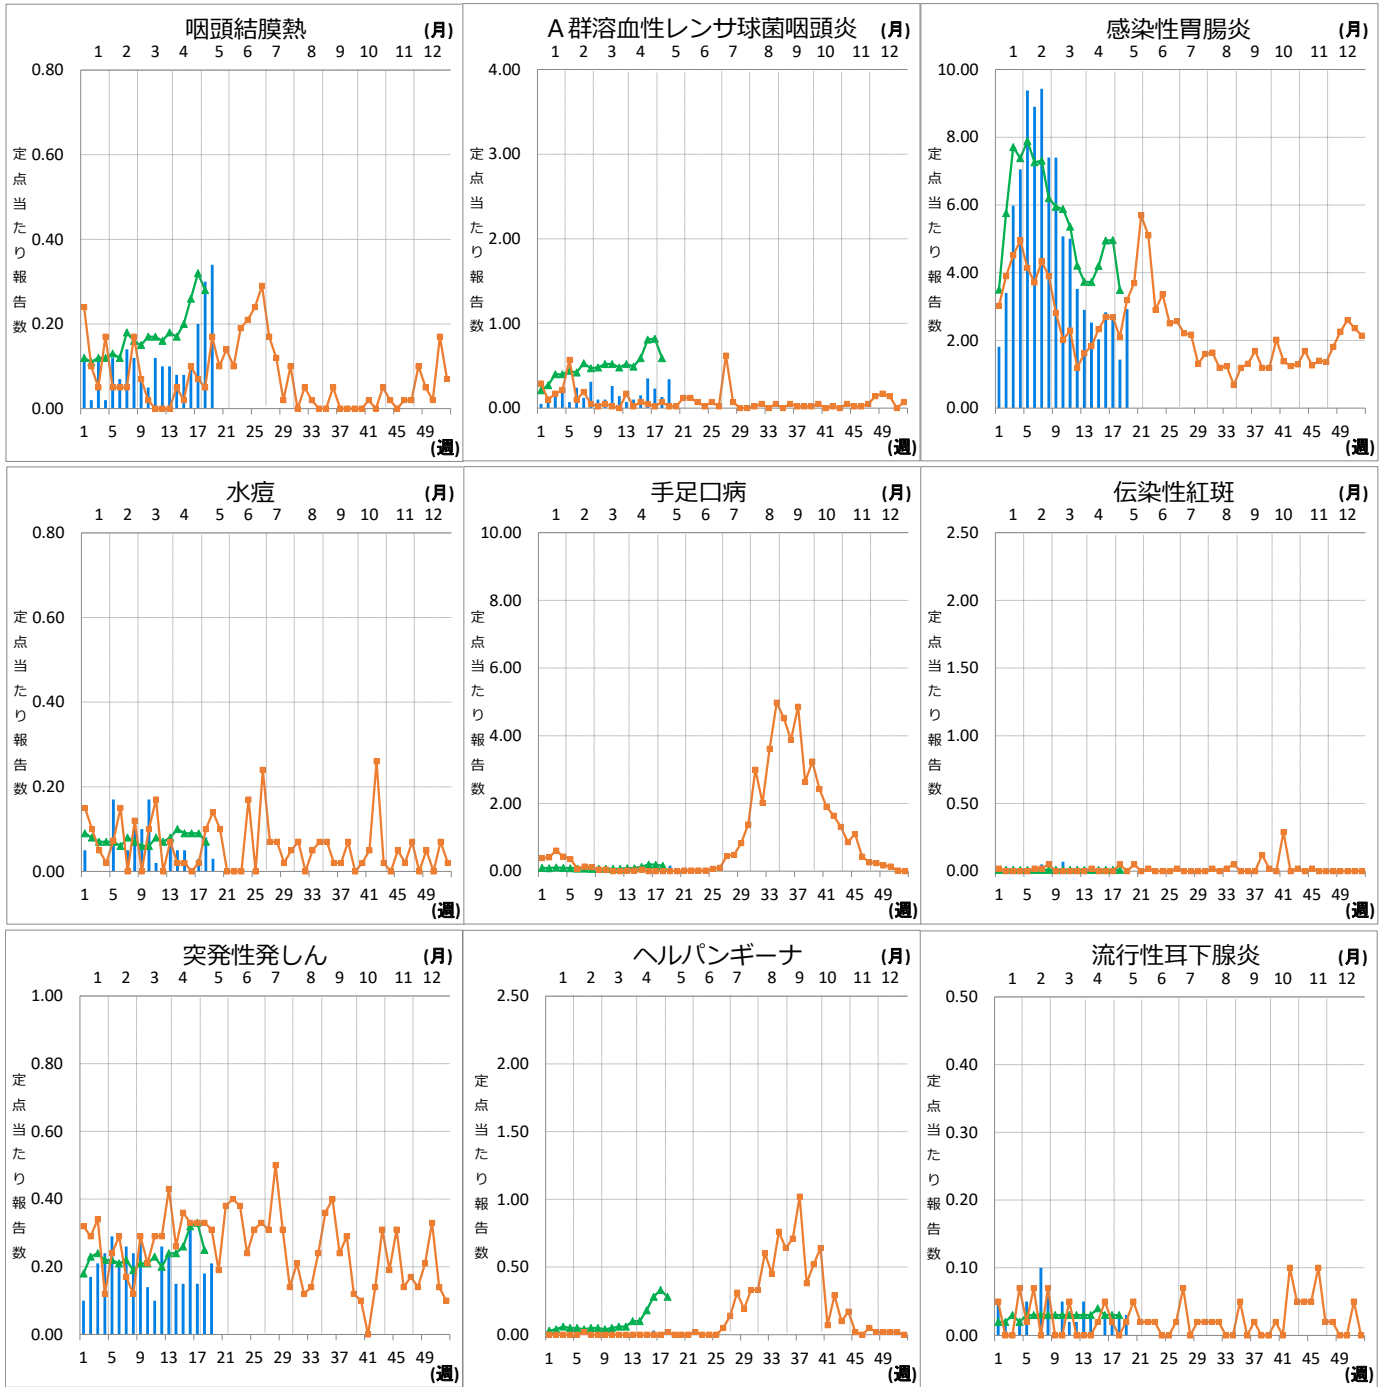 咽頭結膜熱 (月)
1 2 3 4 5 6 7 8 9 10 11 12
定点当たり報告数
0.80
0.60
0.40
0.20
0.00
1 5 9 13 17 21 25 29 33 37 41 45 49
(週)
A群溶血性レンサ球菌咽頭炎 (月)
1 2 3 4 5 6 7 8 9 10 11 12
定点当たり報告数
4.00
3.00
2.00
1.00
0.00
1 5 9 13 17 21 25 29 33 37 41 45 49
(週)
感染性胃腸炎 (月)
1 2 3 4 5 6 7 8 9 10 11 12
定点当たり報告数
10.00
8.00
6.00
4.00
2.00
0.00
1 5 9 13 17 21 25 29 33 37 41 45 49
(週)
水痘 (月)
1 2 3 4 5 6 7 8 9 10 11 12
定点当たり報告数
0.80
0.60
0.40
0.20
0.00
1 5 9 13 17 21 25 29 33 37 41 45 49
(週)
手足口病 (月)
1 2 3 4 5 6 7 8 9 10 11 12
定点当たり報告数
10.00
8.00
6.00
4.00
2.00
0.00
1 5 9 13 17 21 25 29 33 37 41 45 49
(週)
伝染性紅斑 (月)
1 2 3 4 5 6 7 8 9 10 11 12
定点当たり報告数
2.50
2.00
1.50
1.00
0.50
0.00
1 5 9 13 17 21 25 29 33 37 41 45 49
(週)
突発性発しん (月)
1 2 3 4 5 6 7 8 9 10 11 12
定点当たり報告数
1.00
0.80
0.60
0.40
0.20
0.00
1 5 9 13 17 21 25 29 33 37 41 45 49
(週)
ヘルパンギーナ (月)
1 2 3 4 5 6 7 8 9 10 11 12
定点当たり報告数
2.50
2.00
1.50
1.00
0.50
0.00
1 5 9 13 17 21 25 29 33 37 41 45 49
(週)
流行性耳下腺炎 (月)
1 2 3 4 5 6 7 8 9 10 11 12
定点当たり報告数
0.50
0.40
0.30
0.20
0.10
0.00
1 5 9 13 17 21 25 29 33 37 41 45 49
(週)